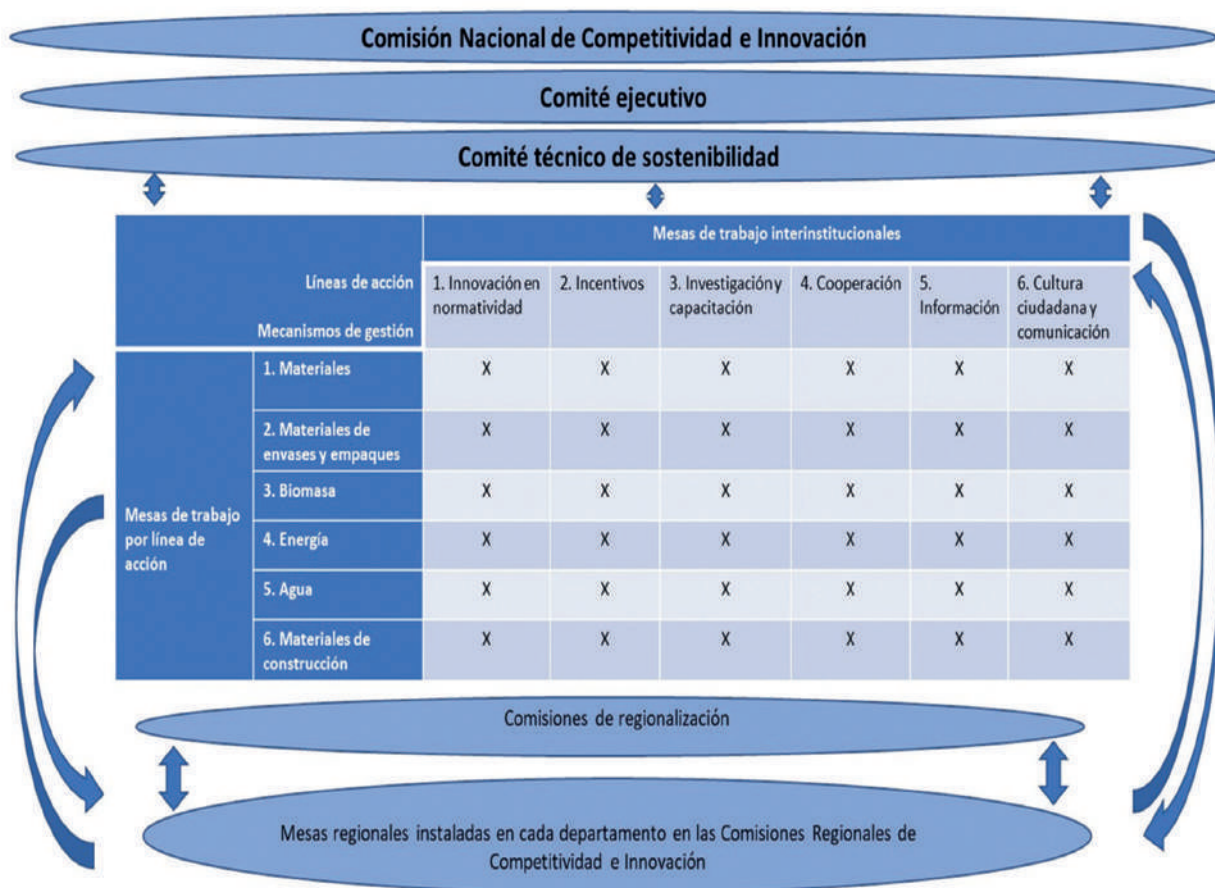 Comisión Nacional de Competitividad e Innovación
Comité ejecutivo
Comité técnico de sostenibilidad
Mesas de trabajo interinstitucionales
Líneas de acción
Mecanismos de gestión
1. Innovación en
normatividad
2. Incentivos
3. Investigación y
capacitación
4. Cooperación
5.
Información
6. Cultura
ciudadana y
comunicación
Mesas de trabajo
por línea de
acción
1. Materiales
X X X X X X
2. Materiales de
envases y empaques
X X X X X X
3. Biomasa
X X X X X X
4. Energía
X X X X X X
5. Agua
X X X X X X
6. Materiales de
construcción
X X X X X X
Comisiones de regionalización
Mesas regionales instaladas en cada departamento en las Comisiones Regionales de
Competitividad e Innovación